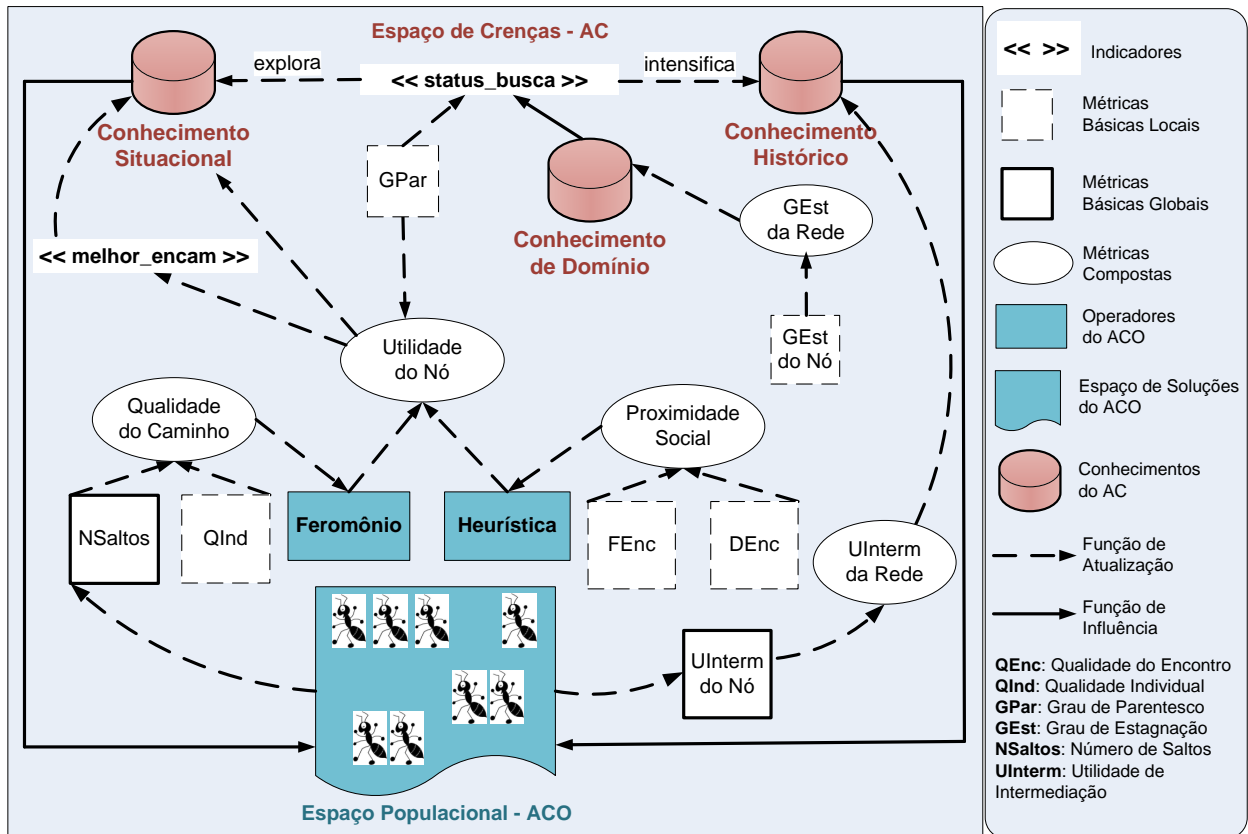 Espaço de Crenças - AC
explora
<< status_busca >>
intensifica
Conhecimento
Situacional
Conhecimento
Histórico
GPar
Conhecimento
de Domínio
GEst
da Rede
<< melhor_encam >>
GEst
do Nó
Utilidade
do Nó
Qualidade
do Caminho
Proximidade
Social
NSaltos
QInd
Feromônio
Heurística
FEnc
DEnc
UInterm
da Rede
UInterm
do Nó
Espaço Populacional - ACO
<< >>
Indicadores
Métricas
Básicas Locais
Métricas
Básicas Globais
Métricas
Compostas
Operadores
do ACO
Espaço de Soluções
do ACO
Conhecimentos
do AC
Função de
Atualização
Função de
Influência
QEnc: Qualidade do Encontro
QInd: Qualidade Individual
GPar: Grau de Parentesco
GEst: Grau de Estagnação
NSaltos: Número de Saltos
UInterm: Utilidade de
Intermediação